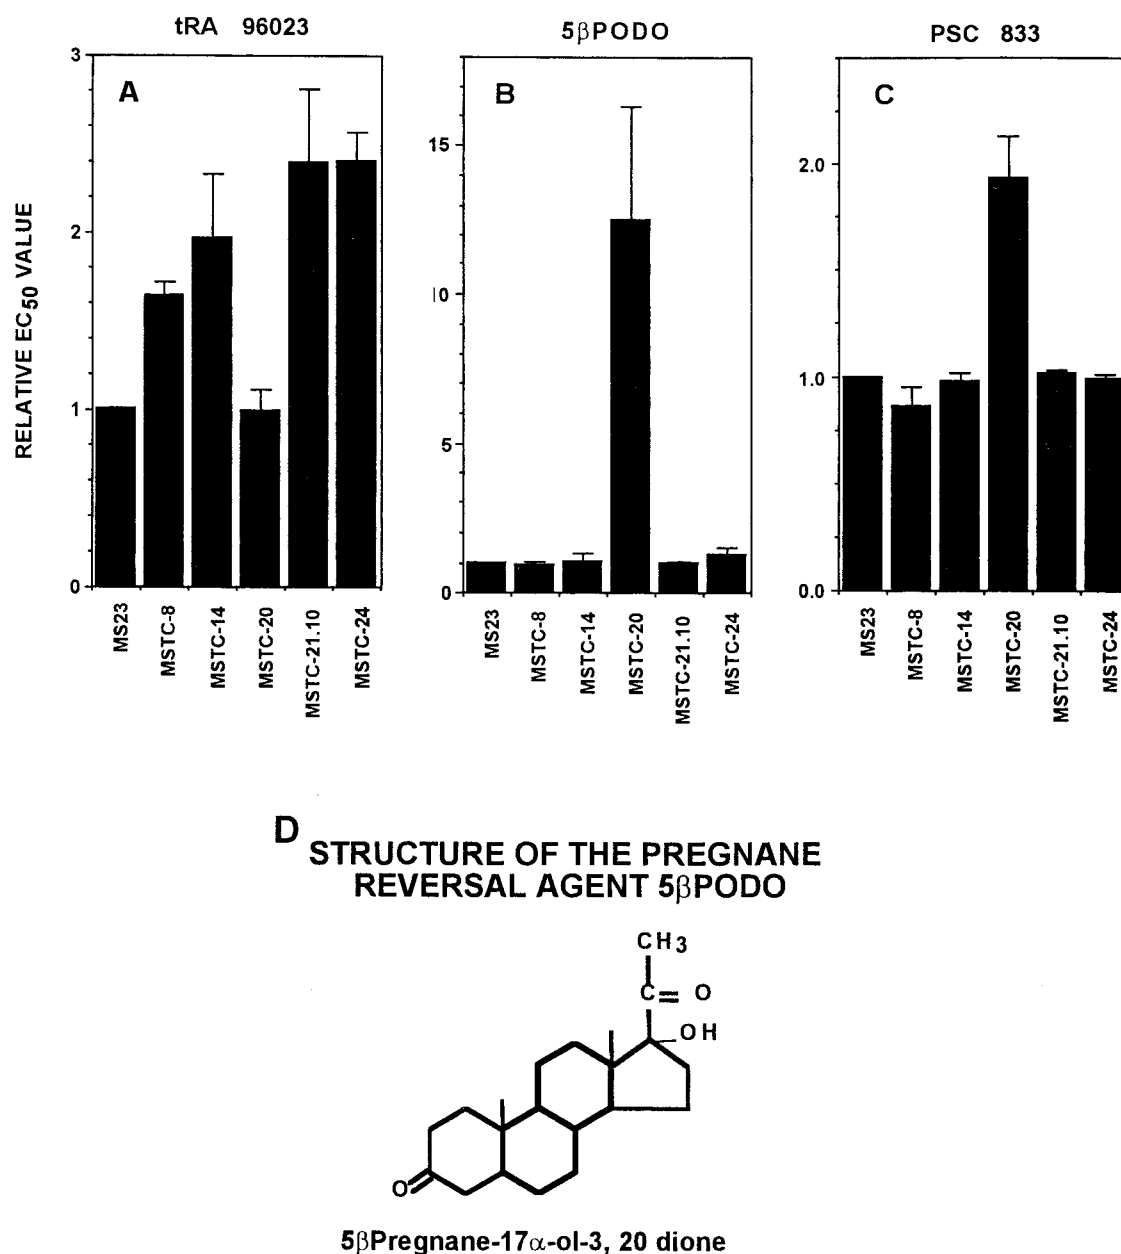 tRA 96023
5βPODO
PSC 833
A
B
C
RELATIVE EC50 VALUE
3
2
1
0
15
10
5
0
2.0
1.0
0.0
MS23
MSTC-8
MSTC-14
MSTC-20
MSTC-21.10
MSTC-24
MS23
MSTC-8
MSTC-14
MSTC-20
MSTC-21.10
MSTC-24
MS23
MSTC-8
MSTC-14
MSTC-20
MSTC-21.10
MSTC-24
D
STRUCTURE OF THE PREGNANE
REVERSAL AGENT 5βPODO
CH3
C= O
OH
O
5βPregnane-17α-ol-3, 20 dione